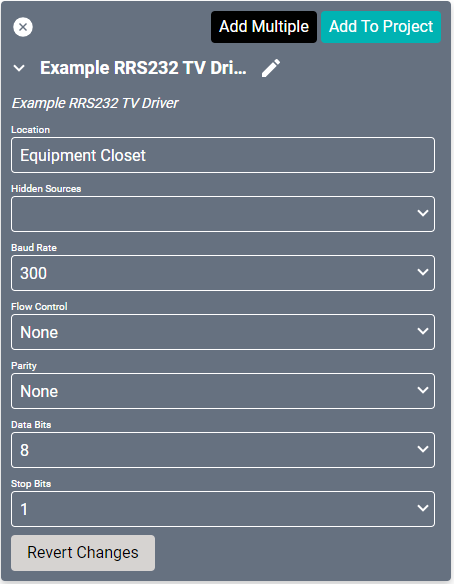 Add Multiple
Add To Project
Example RRS232 TV Dri...
Example RRS232 TV Driver
Location
Equipment Closet
Hidden Sources
Baud Rate
300
Flow Control
None
Parity
None
Data Bits
8
Stop Bits
1
Revert Changes